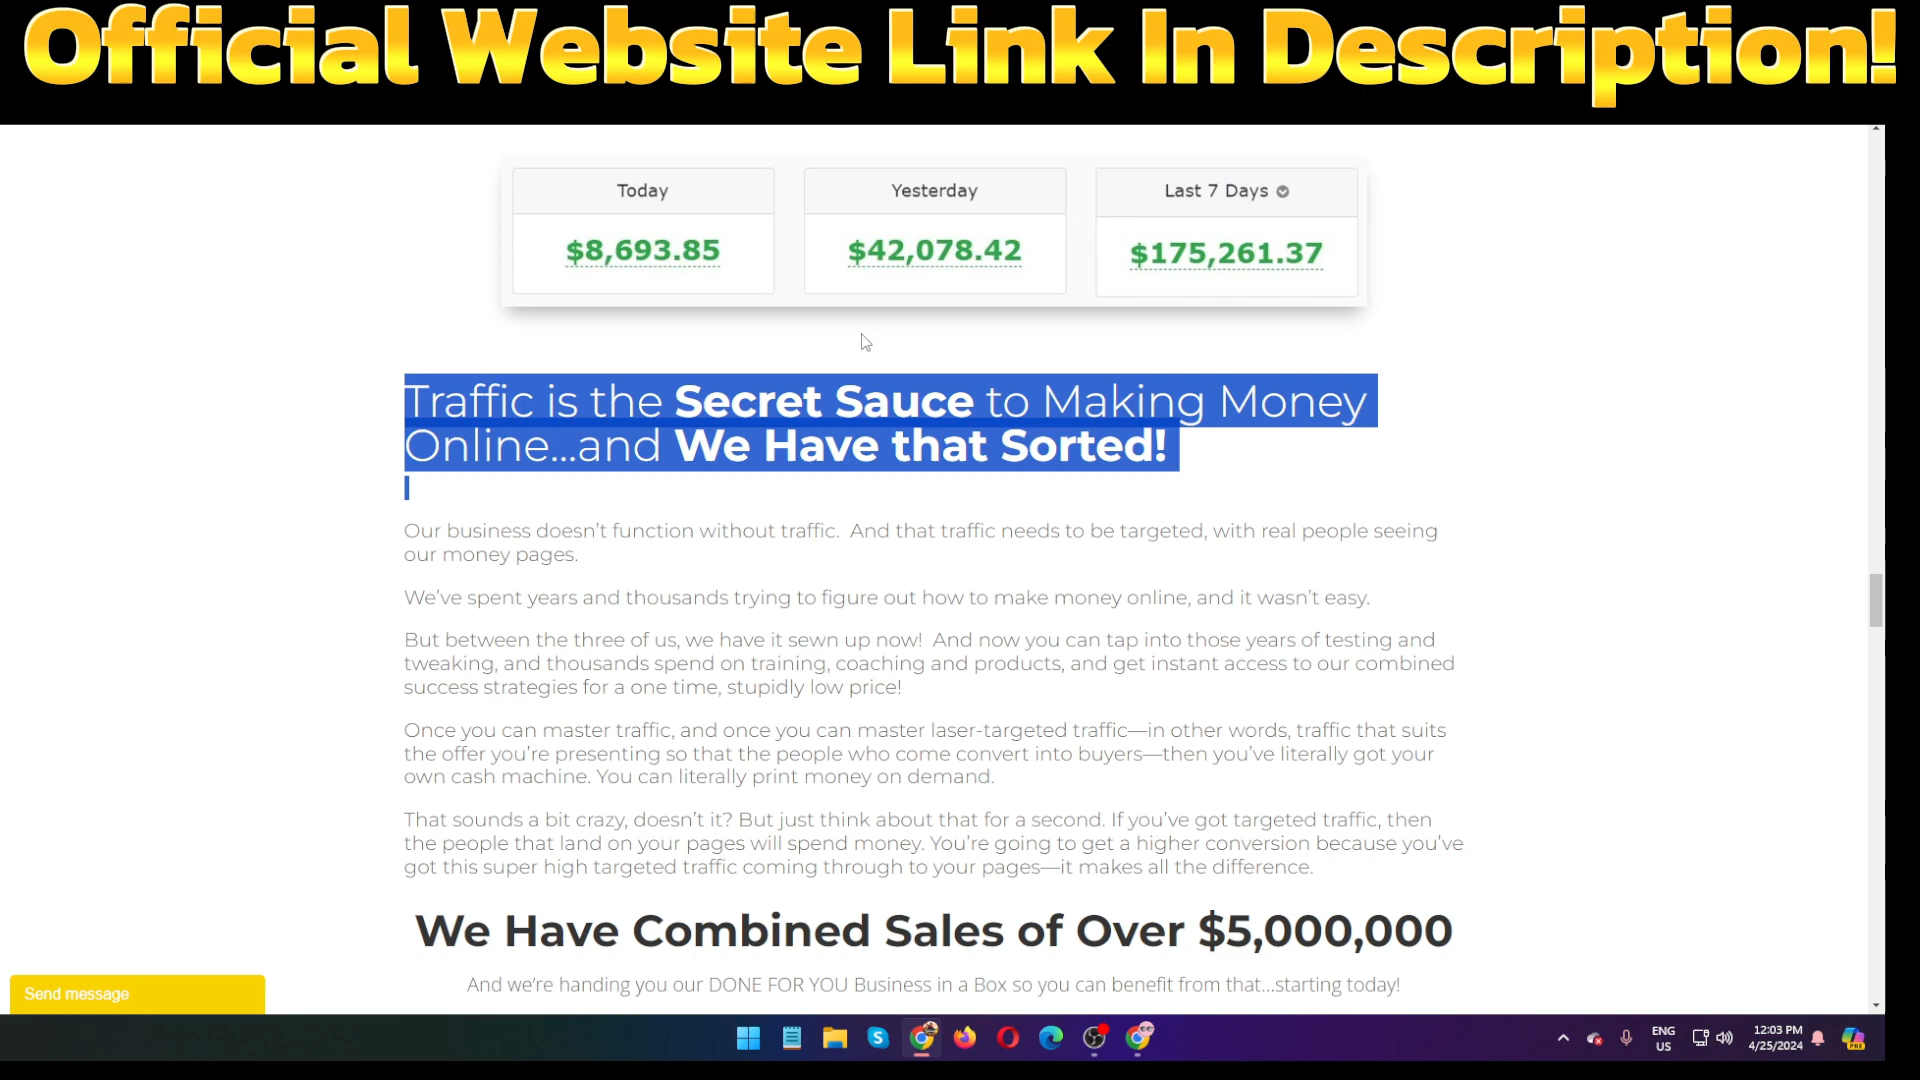 Official Website Link In Description!
Today
Yesterday
Last 7 Days
$8,693.85
$42,078.42
$175,261.37
Traffic is the Secret Sauce to Making Money
Online...and We Have that Sorted!
Our business doesn't function without traffic.  And that traffic needs to be targeted, with real people seeing
our money pages.
We've spent years and thousands trying to figure out how to make money online, and it wasn't easy.
But between the three of us, we have it sewn up now!  And now you can tap into those years of testing and
tweaking, and thousands spend on training, coaching and products, and get instant access to our combined
success strategies for a one time, stupidly low price!
Once you can master traffic, and once you can master laser-targeted traffic—in other words, traffic that suits
the offer you're presenting so that the people who come convert into buyers—then you've literally got your
own cash machine. You can literally print money on demand.
That sounds a bit crazy, doesn't it? But just think about that for a second. If you've got targeted traffic, then
the people that land on your pages will spend money. You're going to get a higher conversion because you've
got this super high targeted traffic coming through to your pages—it makes all the difference.
We Have Combined Sales of Over $5,000,000
And we're handing you our DONE FOR YOU Business in a Box so you can benefit from that...starting today!
Send message
ENG
US
12:03 PM
4/25/2024
PRE